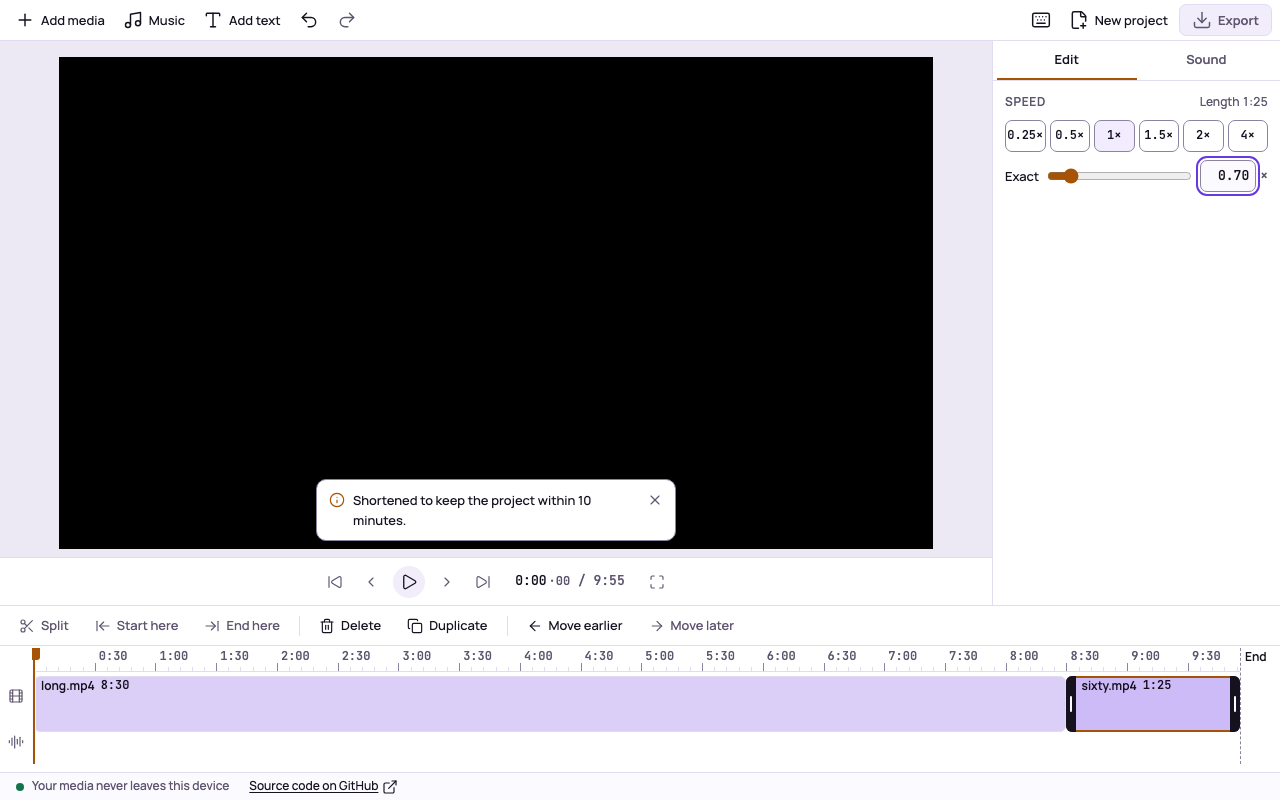 Add media Music Add text New project Export
Edit Sound
SPEED Length 1:25
0.25× 0.5× 1× 1.5× 2× 4×
Exact 0.70 ×
Shortened to keep the project within 10
minutes.
0:00·00 / 9:55
Split Start here End here Delete Duplicate Move earlier Move later
0:30 1:00 1:30 2:00 2:30 3:00 3:30 4:00 4:30 5:00 5:30 6:00 6:30 7:00 7:30 8:00 8:30 9:00 9:30 End
long.mp4 8:30 sixty.mp4 1:25
Your media never leaves this device Source code on GitHub